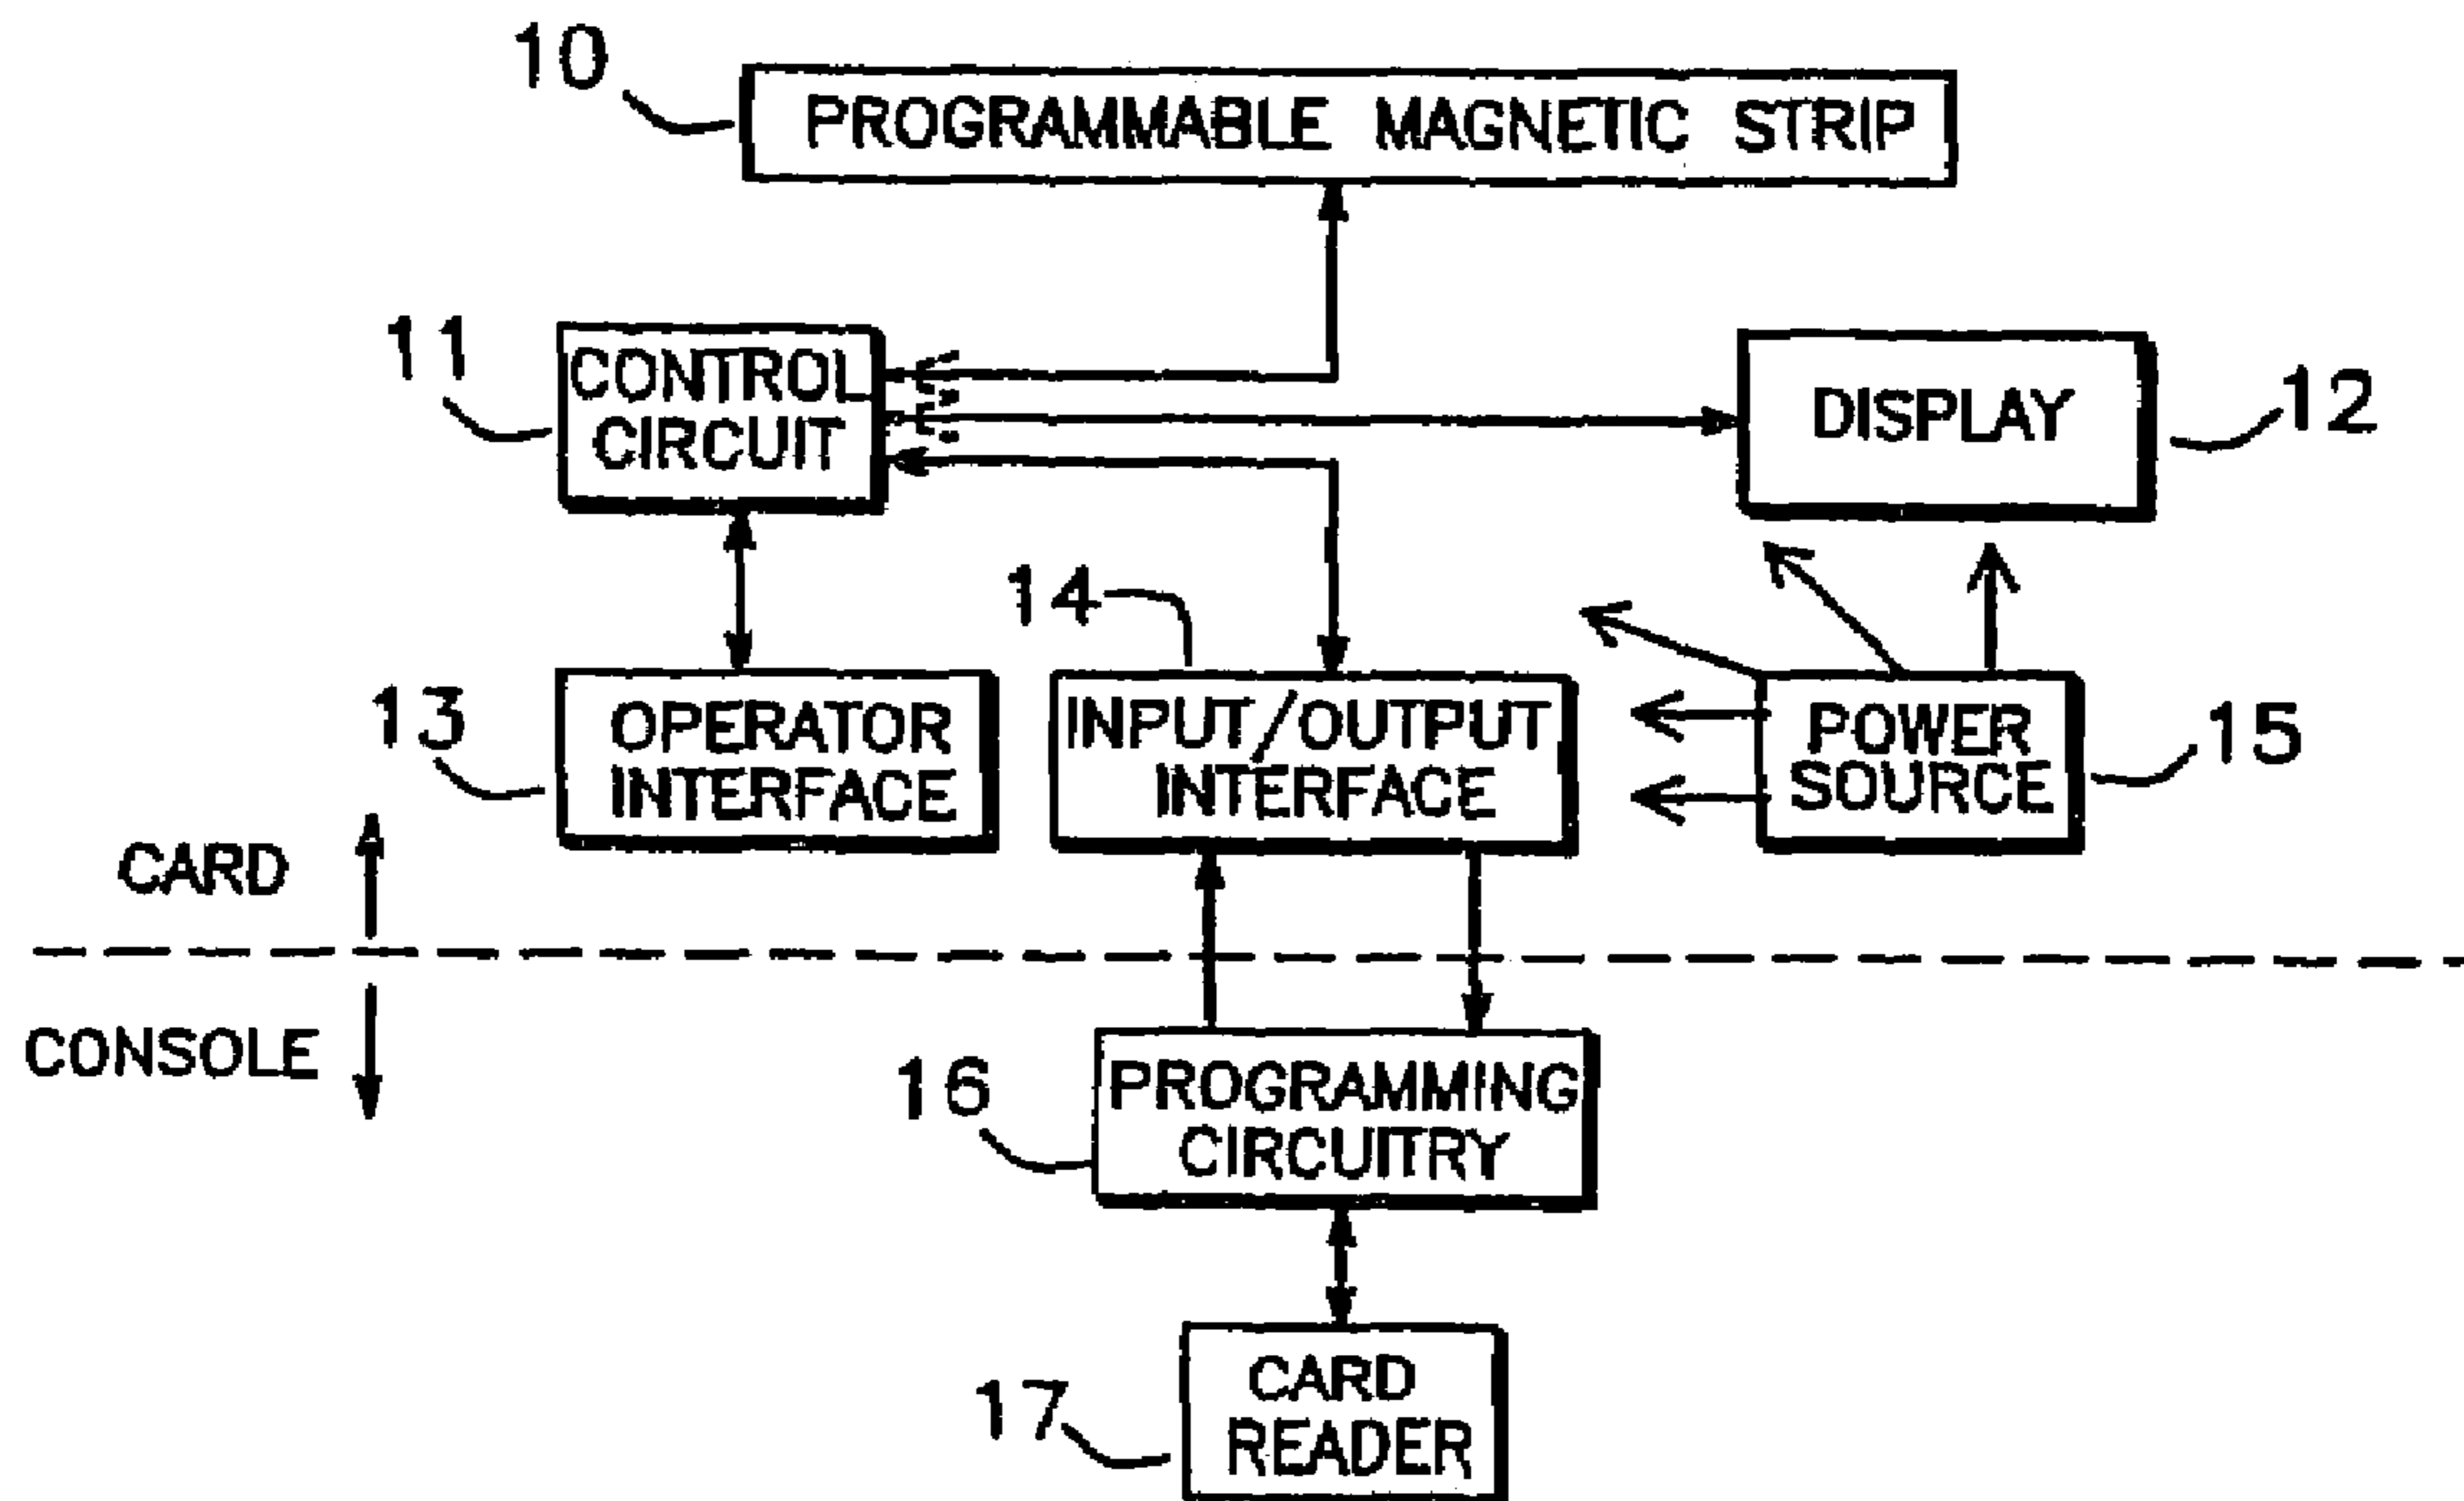 10
PROGRAMMABLE MAGNETIC STRIP
11
CONTROL
CIRCUIT
DISPLAY
12
14
13
OPERATOR
INTERFACE
INPUT/OUTPUT
INTERFACE
POWER
SOURCE
15
CARD
CONSOLE
16
PROGRAMMING
CIRCUITRY
17
CARD
READER